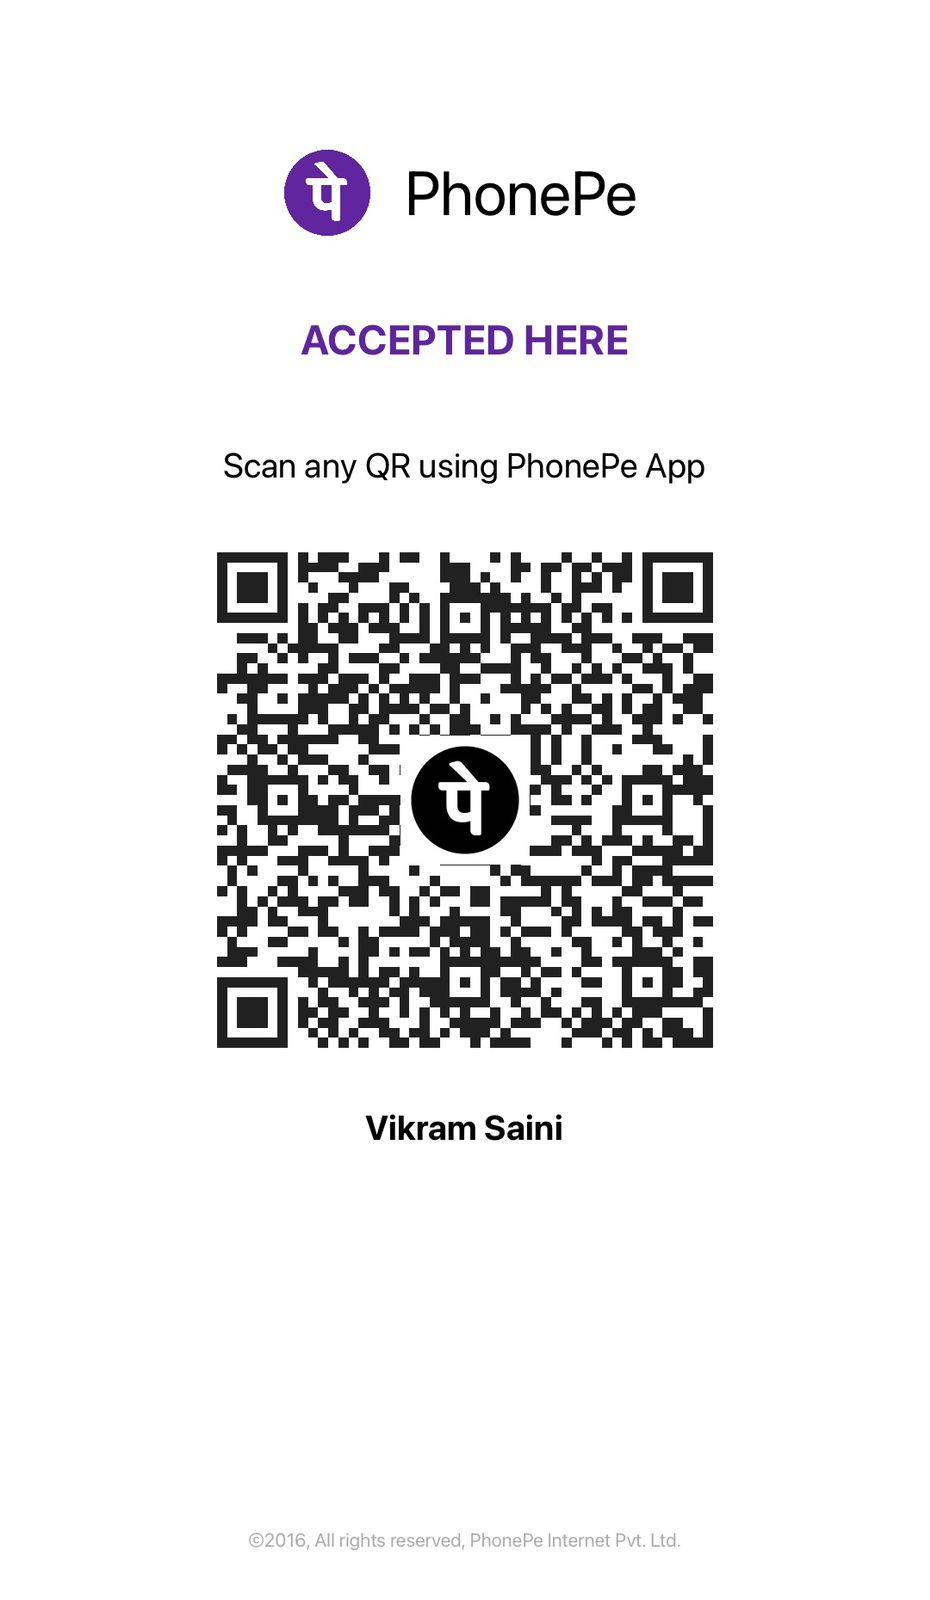 पे PhonePe
ACCEPTED HERE
Scan any QR using PhonePe App
पे
Vikram Saini
©2016, All rights reserved, PhonePe Internet Pvt. Ltd.